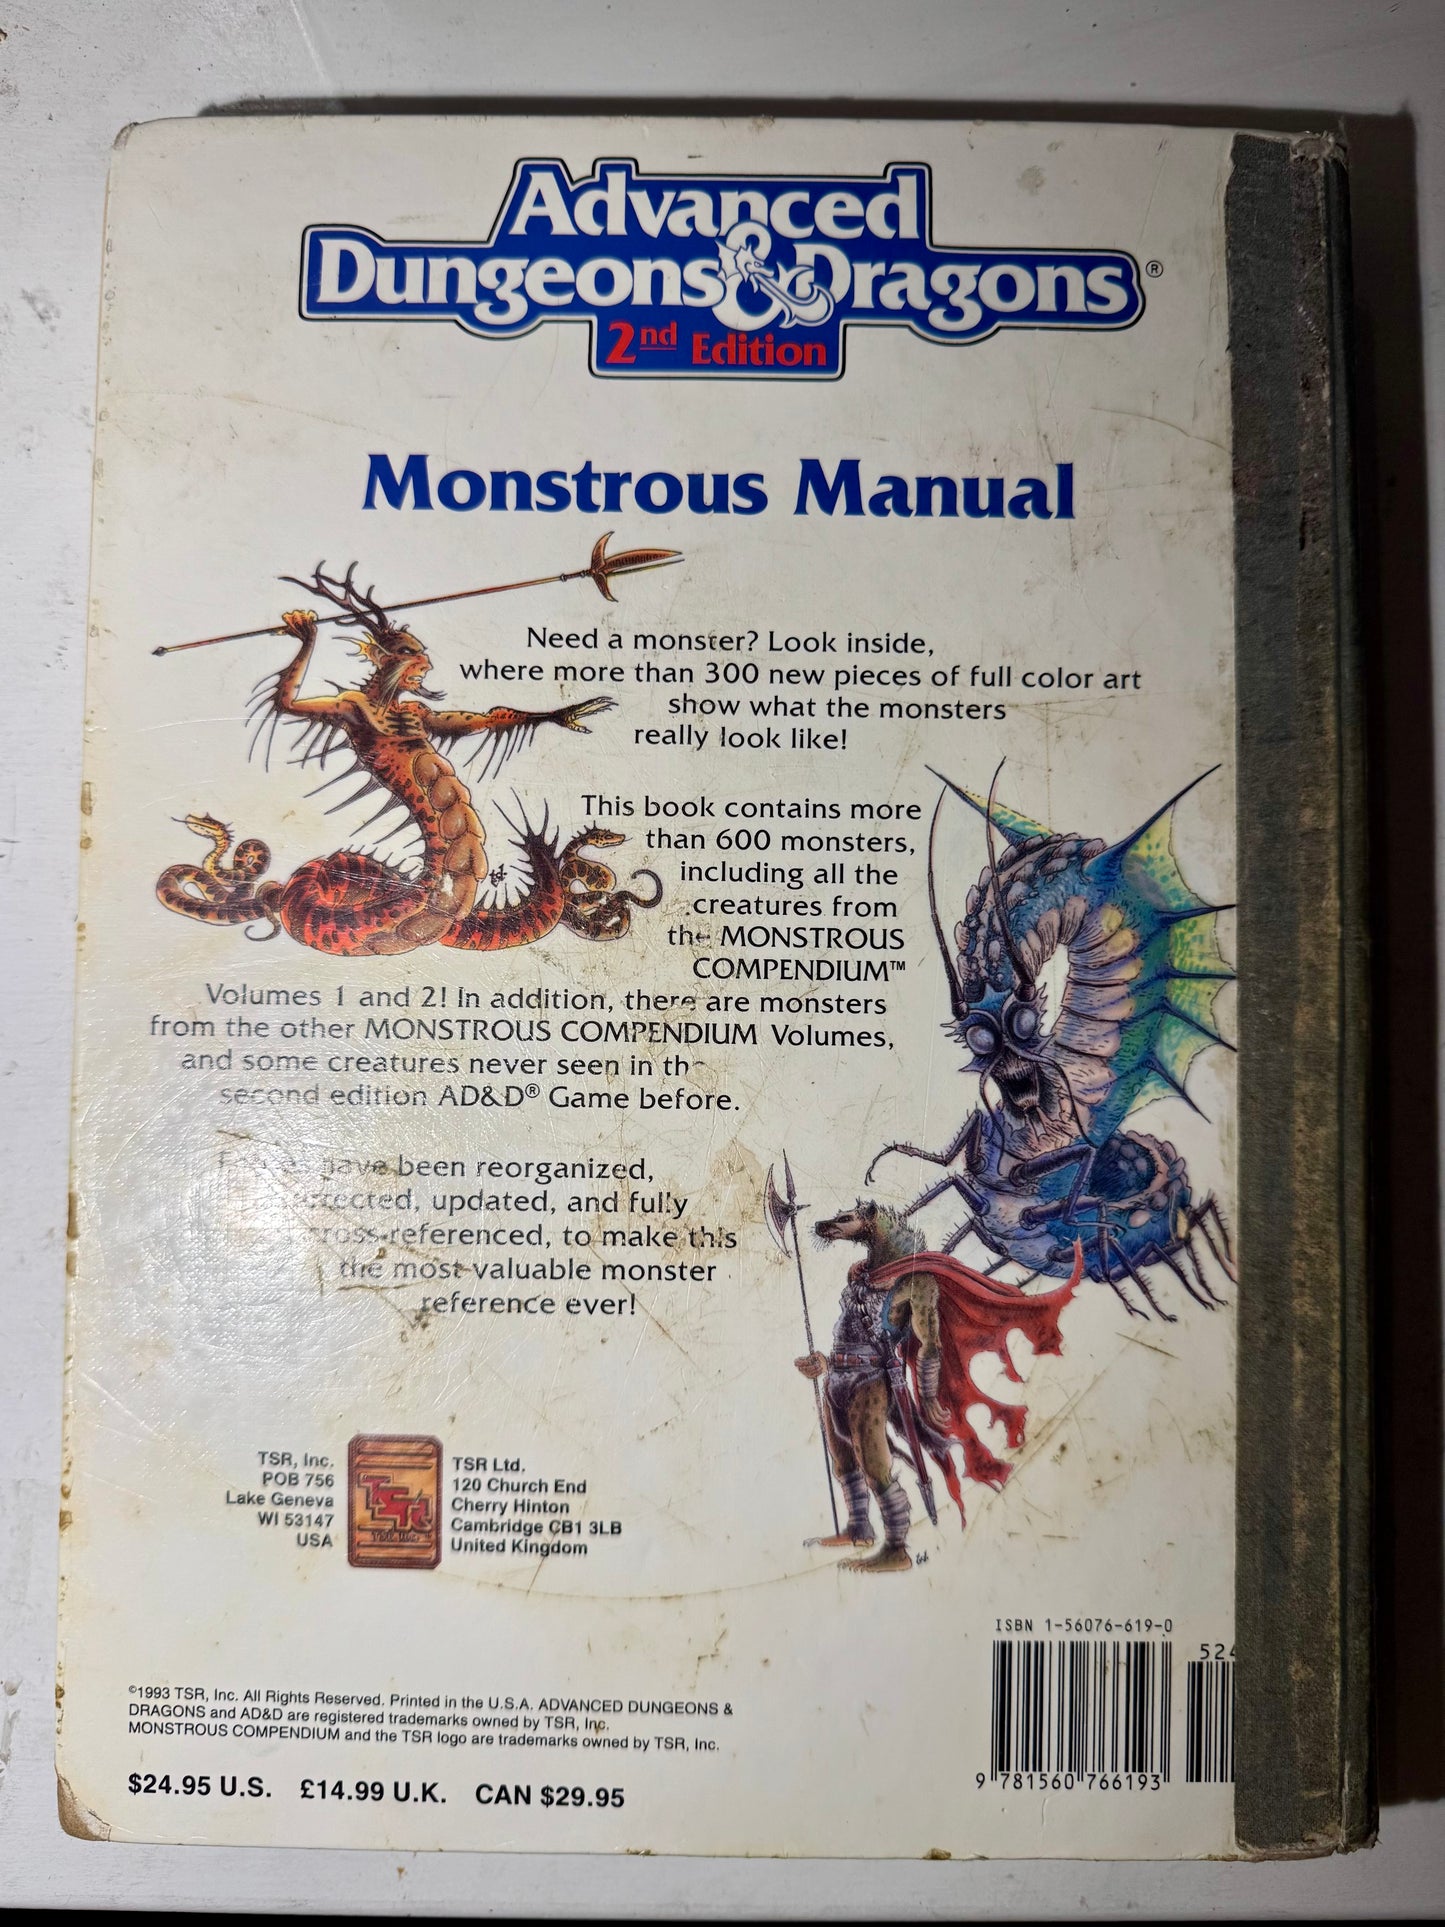 Advanced
Dungeons & Dragons®
2nd Edition
Monstrous Manual
Need a monster? Look inside,
where more than 300 new pieces of full color art
show what the monsters
really look like!
This book contains more
than 600 monsters,
including all the
creatures from
the MONSTROUS
COMPENDIUM™
Volumes 1 and 2! In addition, there are monsters
from the other MONSTROUS COMPENDIUM Volumes,
and some creatures never seen in the
second edition AD&D® Game before.
have been reorganized,
updated, and fully
cross-referenced, to make this
the most valuable monster
reference ever!
TSR, Inc.
POB 756
Lake Geneva
WI 53147
USA
TSR
TSR, Inc.™
TSR Ltd.
120 Church End
Cherry Hinton
Cambridge CB1 3LB
United Kingdom
ISBN 1-56076-619-0
524
9 781560 766193
©1993 TSR, Inc. All Rights Reserved. Printed in the U.S.A. ADVANCED DUNGEONS &
DRAGONS and AD&D are registered trademarks owned by TSR, Inc.
MONSTROUS COMPENDIUM and the TSR logo are trademarks owned by TSR, Inc.
$24.95 U.S. £14.99 U.K. CAN $29.95